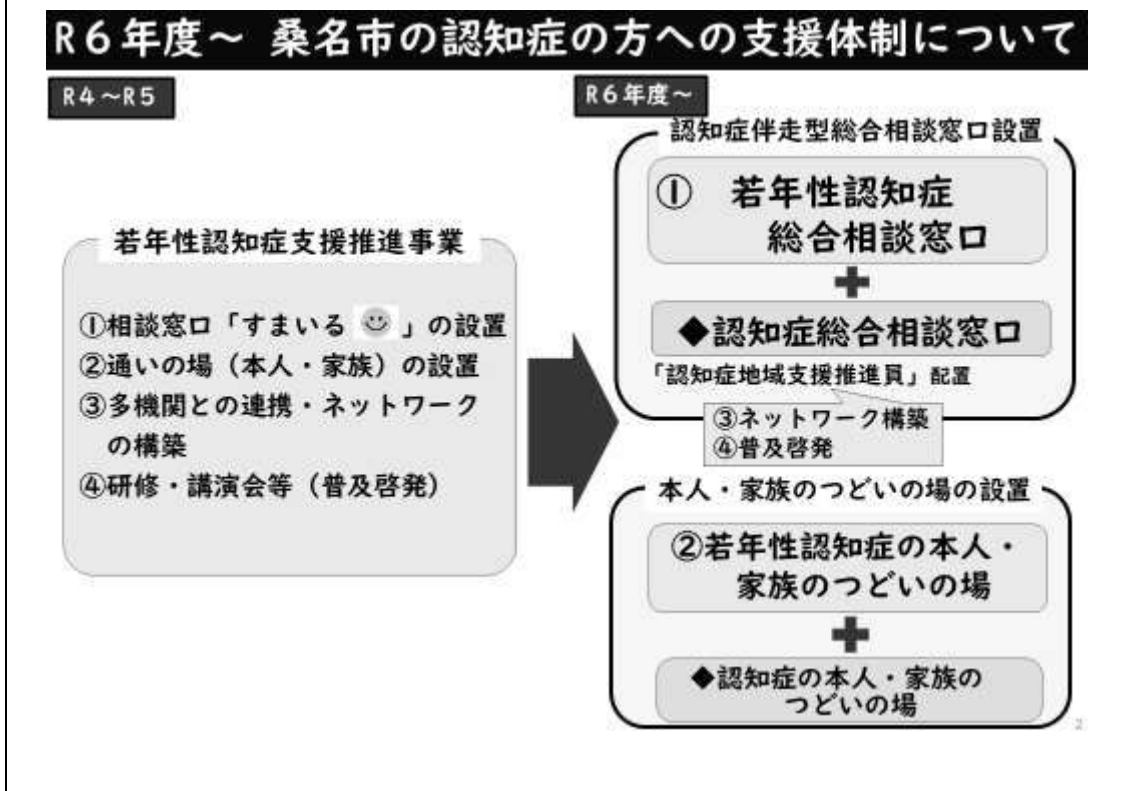 R6年度～ 桑名市の認知症の方への支援体制について
R4～R5
若年性認知症支援推進事業
①相談窓口「すまいる 」の設置
②通いの場（本人・家族）の設置
③多機関との連携・ネットワーク
の構築
④研修・講演会等（普及啓発）
R6年度～
認知症伴走型総合相談窓口設置
① 若年性認知症
総合相談窓口
◆認知症総合相談窓口
「認知症地域支援推進員」配置
③ネットワーク構築
④普及啓発
本人・家族のつどいの場の設置
②若年性認知症の本人・
家族のつどいの場
◆認知症の本人・家族の
つどいの場
2